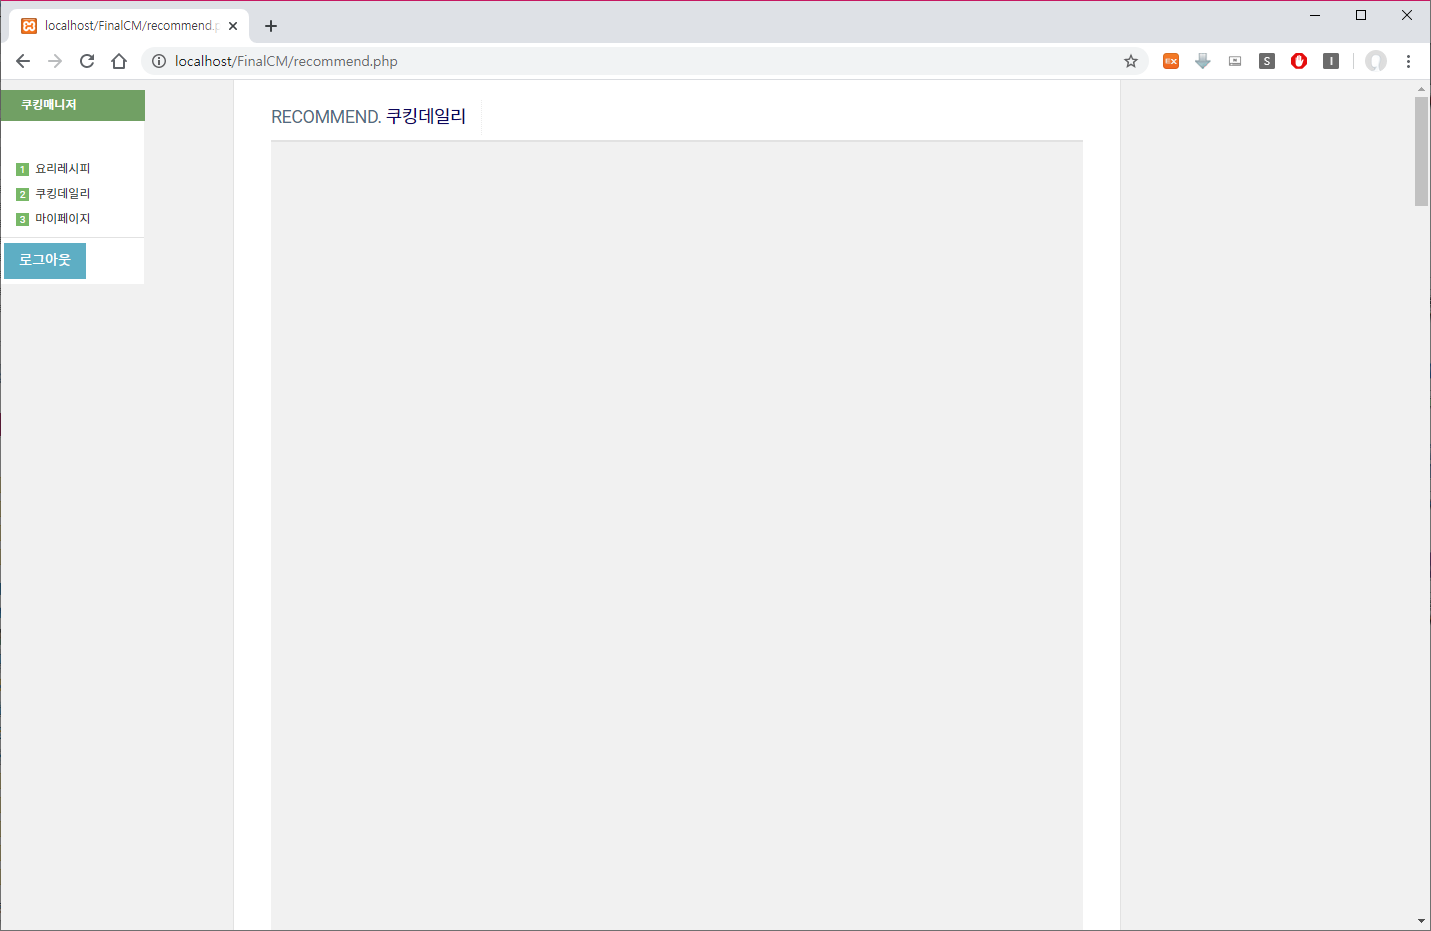 localhost/FinalCM/recommend.p
localhost/FinalCM/recommend.php
EX
S
I
쿠킹매니저
1 요리레시피
2 쿠킹데일리
3 마이페이지
로그아웃
RECOMMEND. 쿠킹데일리